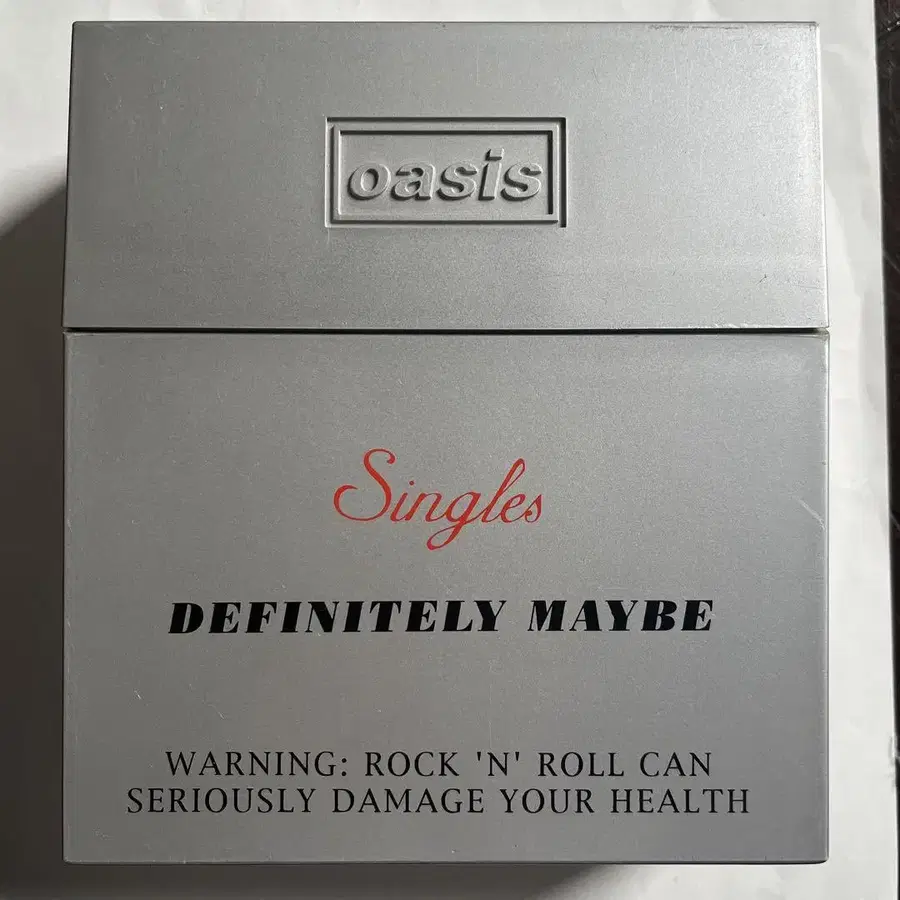 oasis
Singles
DEFINITELY MAYBE
WARNING: ROCK 'N' ROLL CAN
SERIOUSLY DAMAGE YOUR HEALTH